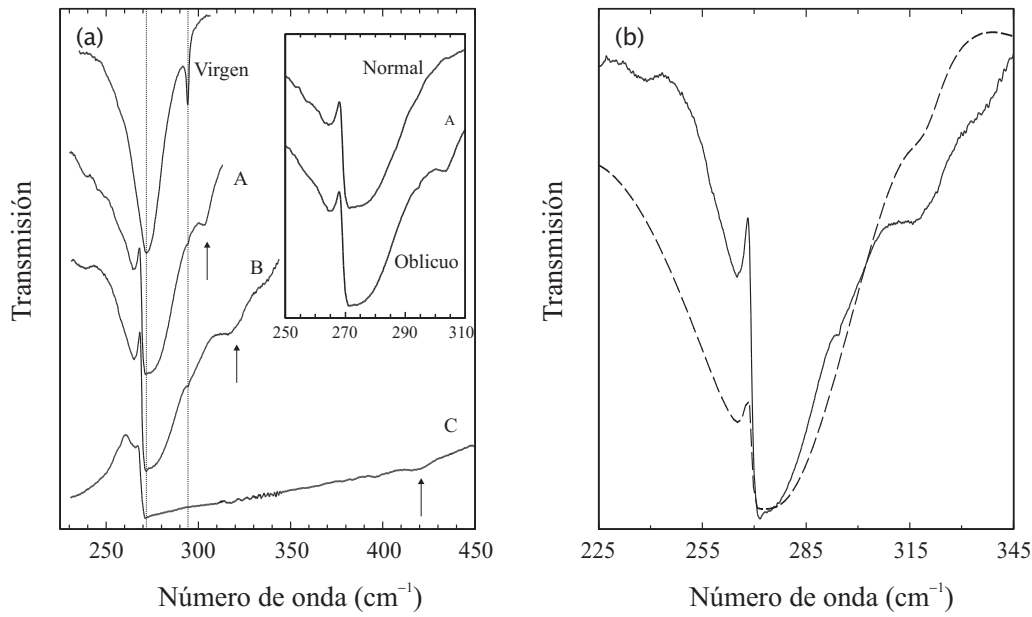 (a)
Virgen
A
B
C
Normal
A
Oblicuo
250 270 290 310
Transmisión
250 300 350 400 450
Número de onda (cm⁻¹)
(b)
Transmisión
225 255 285 315 345
Número de onda (cm⁻¹)